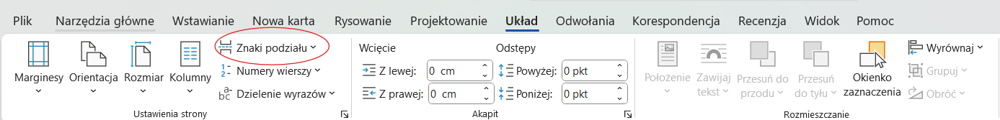 Plik Narzędzia główne Wstawianie Nowa karta Rysowanie Projektowanie Układ Odwołania Korespondencja Recenzja Widok Pomoc
Marginesy
Orientacja
Rozmiar
Kolumny
Znaki podziału
Numery wierszy
Dzielenie wyrazów
Ustawienia strony
Wcięcie
Z lewej: 0 cm
Z prawej: 0 cm
Odstępy
Powyżej: 0 pkt
Poniżej: 0 pkt
Akapit
Położenie
Zawijaj
tekst
Przesuń do
przodu
Przesuń
do tyłu
Okienko
zaznaczenia
Wyrównaj
Grupuj
Obróć
Rozmieszczanie